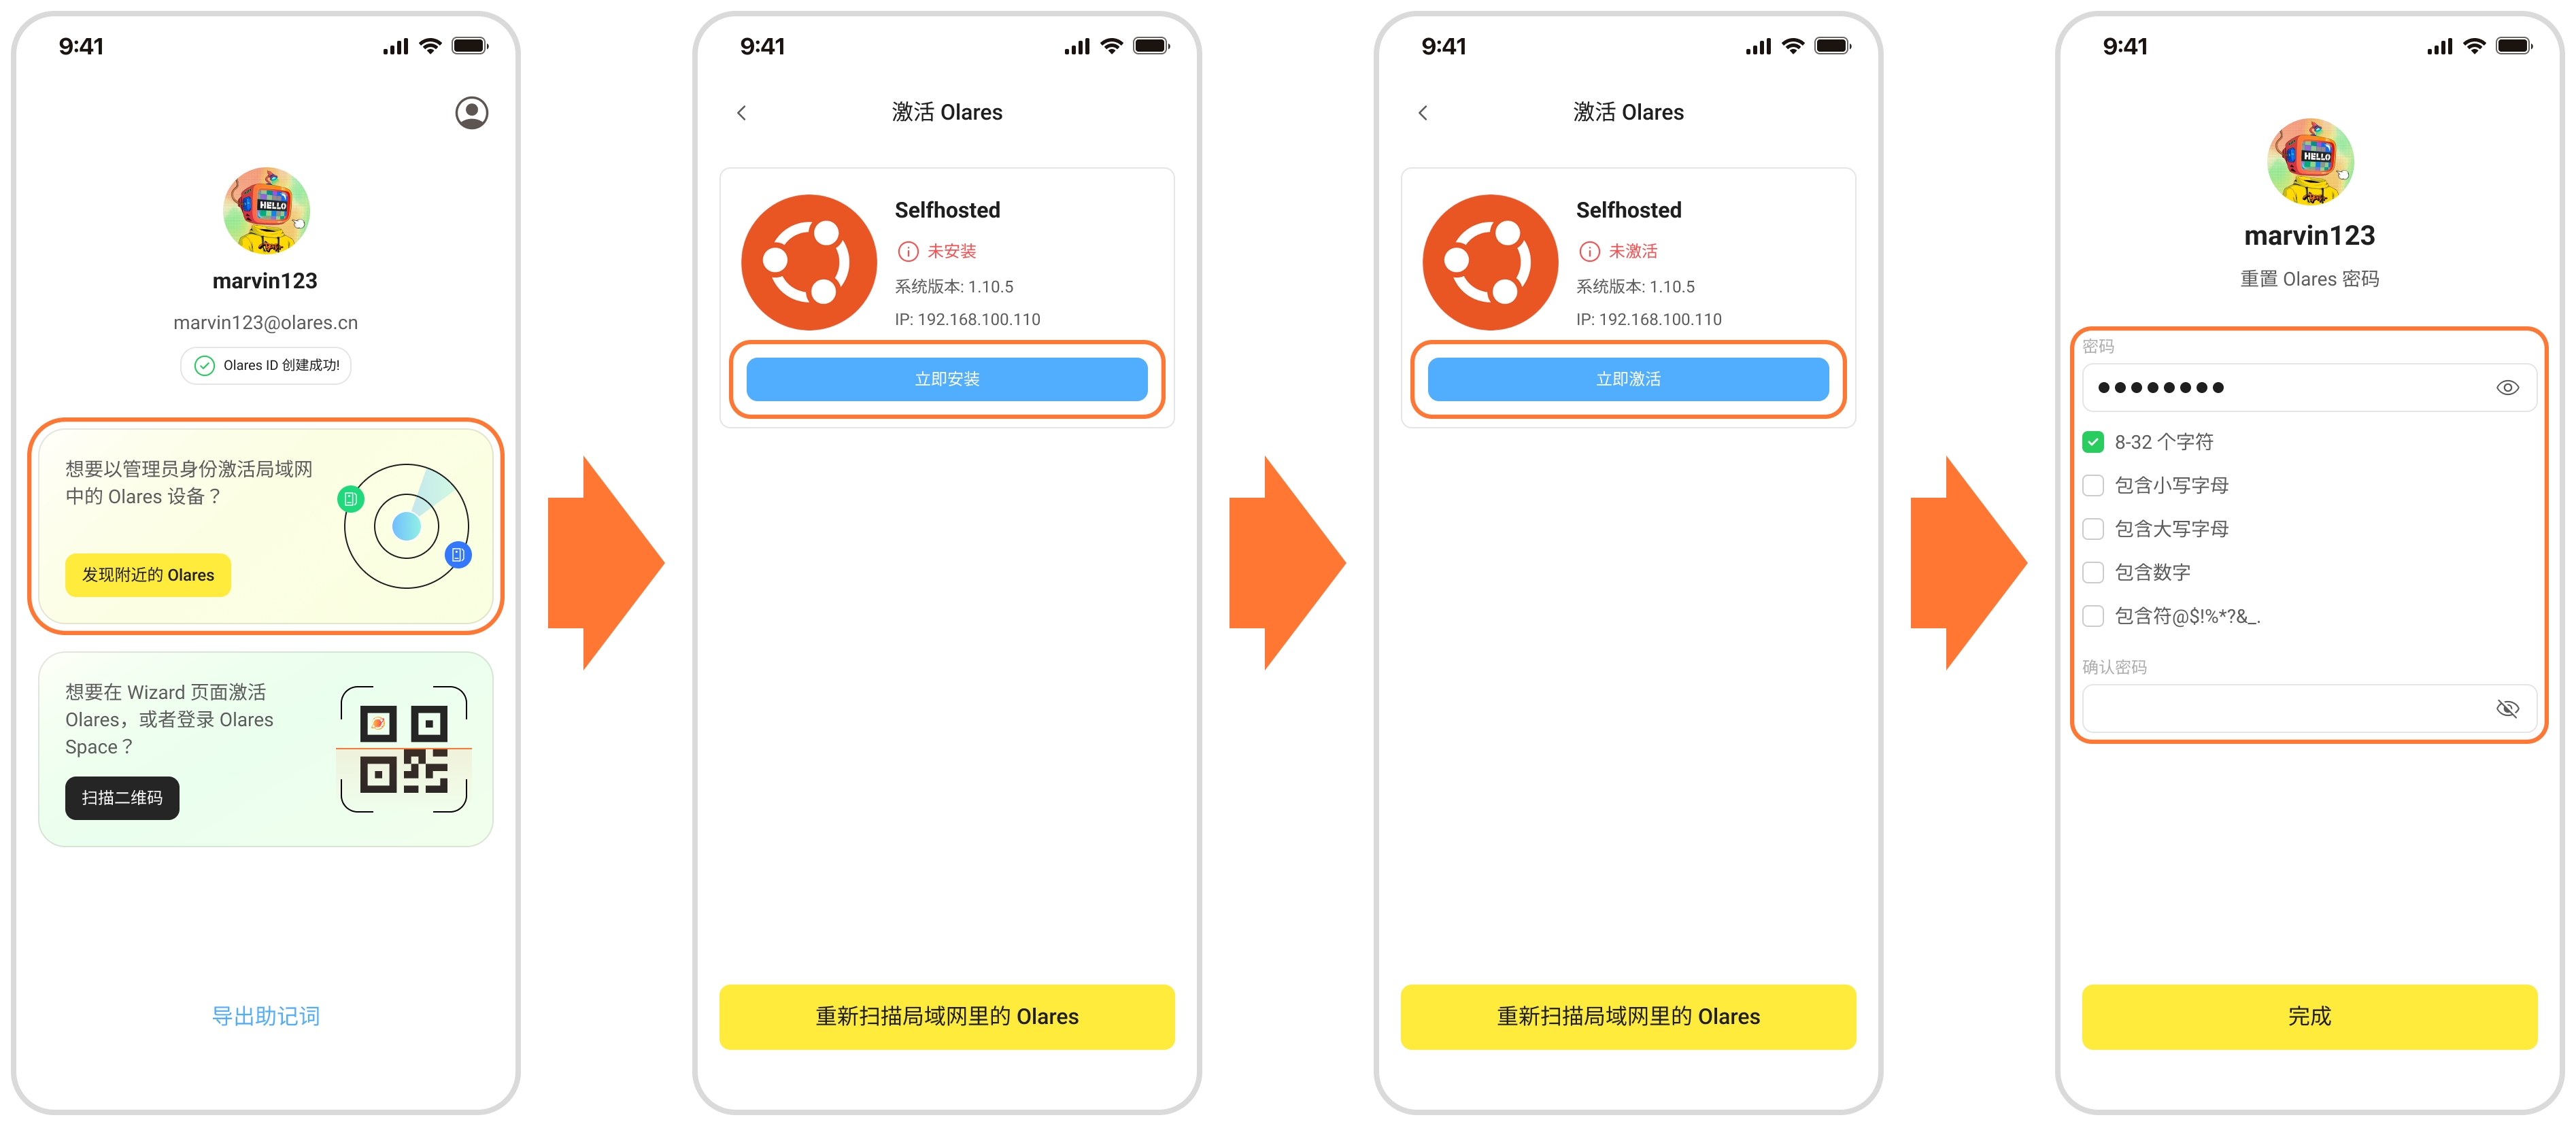 9:41
HELLO
marvin123
marvin123@olares.cn
Olares ID 创建成功!
想要以管理员身份激活局域网
中的 Olares 设备？
发现附近的 Olares
想要在 Wizard 页面激活
Olares，或者登录 Olares
Space？
扫描二维码
导出助记词
9:41
激活 Olares
Selfhosted
未安装
系统版本: 1.10.5
IP: 192.168.100.110
立即安装
重新扫描局域网里的 Olares
9:41
激活 Olares
Selfhosted
未激活
系统版本: 1.10.5
IP: 192.168.100.110
立即激活
重新扫描局域网里的 Olares
9:41
HELLO
marvin123
重置 Olares 密码
密码
8-32 个字符
包含小写字母
包含大写字母
包含数字
包含符@$!%*?&_.
确认密码
完成